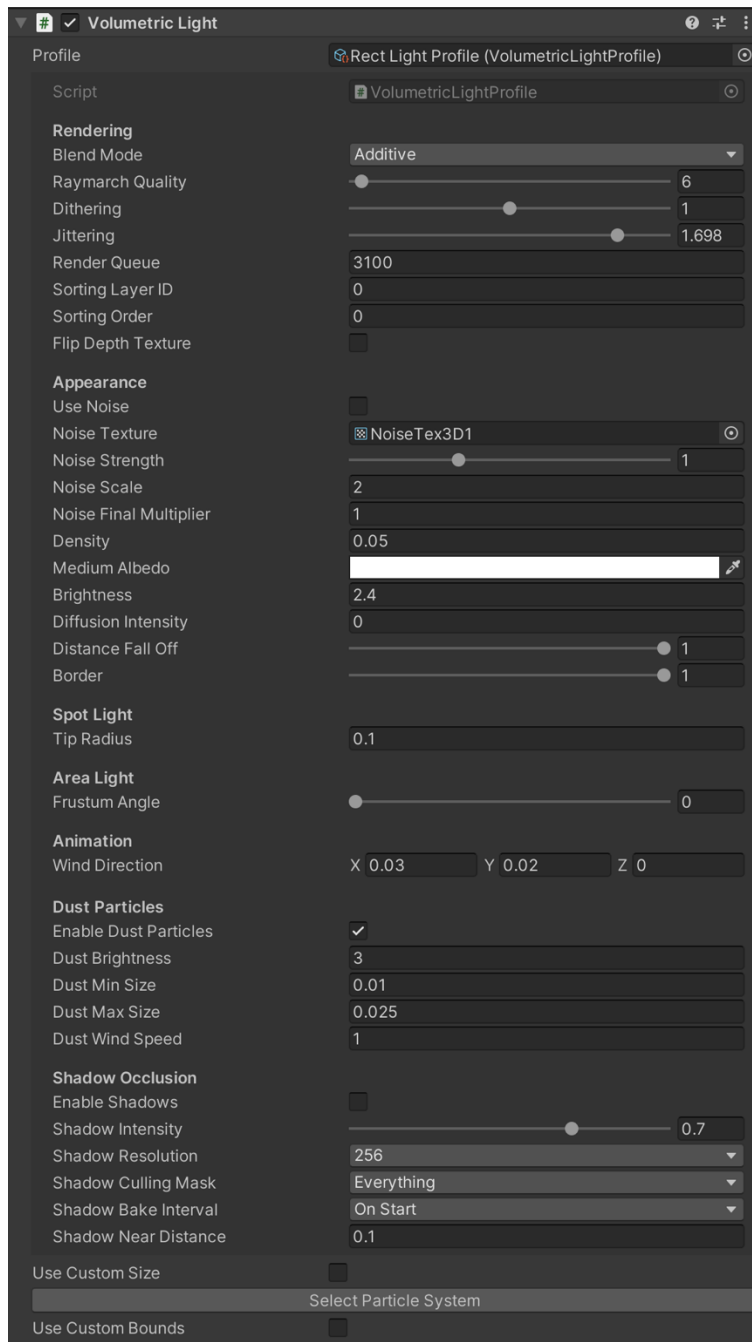 Volumetric Light
Profile Rect Light Profile (VolumetricLightProfile)
Script VolumetricLightProfile
Rendering
Blend Mode Additive
Raymarch Quality 6
Dithering 1
Jittering 1.698
Render Queue 3100
Sorting Layer ID 0
Sorting Order 0
Flip Depth Texture
Appearance
Use Noise
Noise Texture NoiseTex3D1
Noise Strength 1
Noise Scale 2
Noise Final Multiplier 1
Density 0.05
Medium Albedo
Brightness 2.4
Diffusion Intensity 0
Distance Fall Off 1
Border 1
Spot Light
Tip Radius 0.1
Area Light
Frustum Angle 0
Animation
Wind Direction X 0.03 Y 0.02 Z 0
Dust Particles
Enable Dust Particles
Dust Brightness 3
Dust Min Size 0.01
Dust Max Size 0.025
Dust Wind Speed 1
Shadow Occlusion
Enable Shadows
Shadow Intensity 0.7
Shadow Resolution 256
Shadow Culling Mask Everything
Shadow Bake Interval On Start
Shadow Near Distance 0.1
Use Custom Size
Select Particle System
Use Custom Bounds